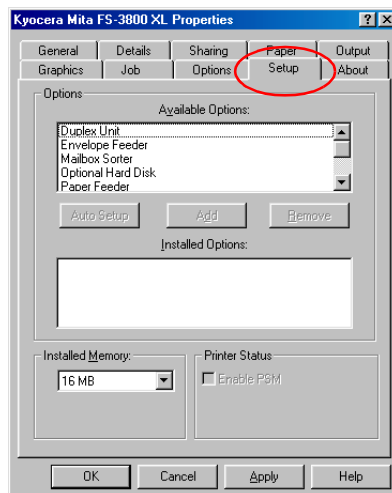 Kyocera Mita FS-3800 XL Properties
General Details Sharing Paper Output
Graphics Job Options Setup About
Options
Available Options:
Duplex Unit
Envelope Feeder
Mailbox Sorter
Optional Hard Disk
Paper Feeder
Auto Setup Add Remove
Installed Options:
Installed Memory: Printer Status
16 MB Enable PSM
OK Cancel Apply Help